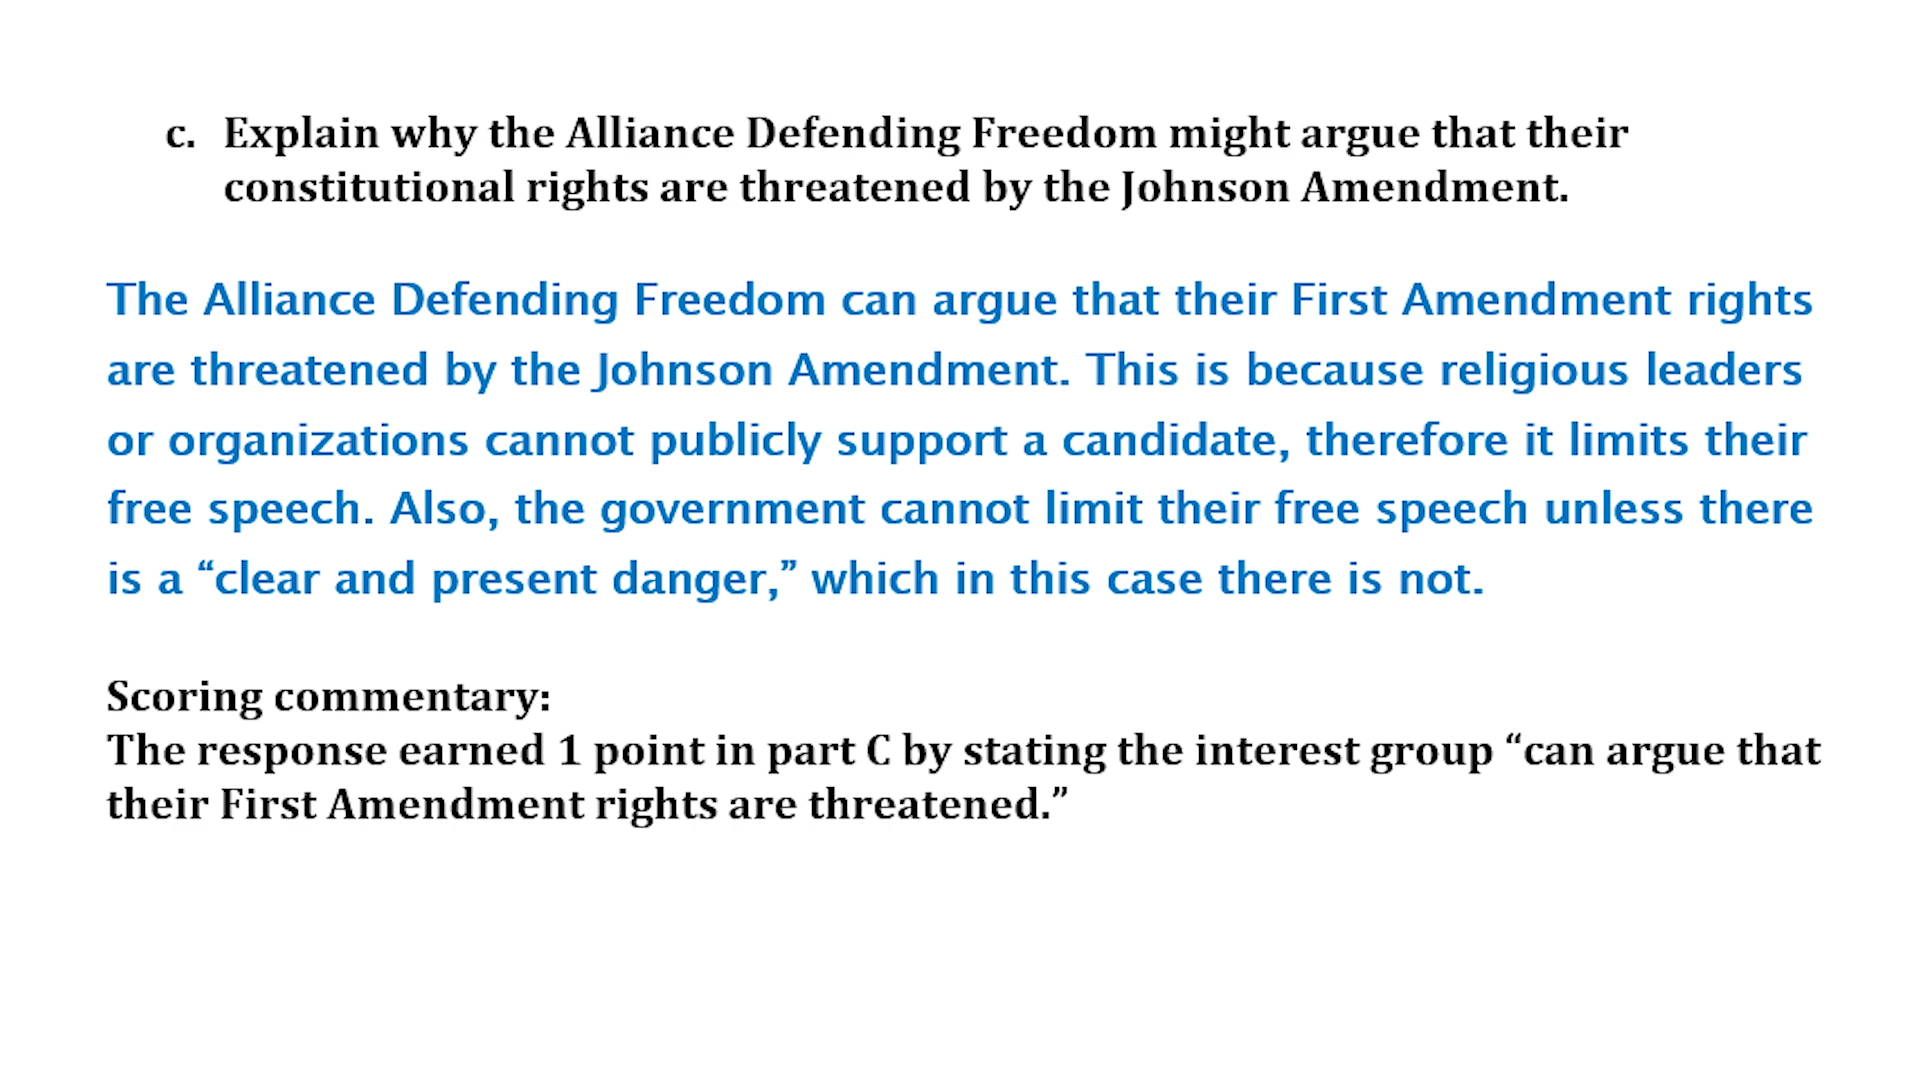 c. Explain why the Alliance Defending Freedom might argue that their
constitutional rights are threatened by the Johnson Amendment.
The Alliance Defending Freedom can argue that their First Amendment rights
are threatened by the Johnson Amendment. This is because religious leaders
or organizations cannot publicly support a candidate, therefore it limits their
free speech. Also, the government cannot limit their free speech unless there
is a “clear and present danger,” which in this case there is not.
Scoring commentary:
The response earned 1 point in part C by stating the interest group “can argue that
their First Amendment rights are threatened.”